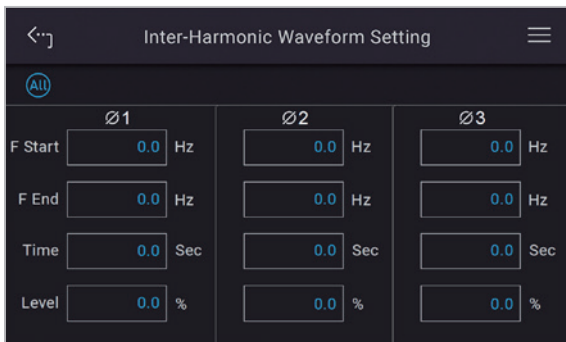 Inter-Harmonic Waveform Setting
All
Ø1 Ø2 Ø3
F Start 0.0 Hz 0.0 Hz 0.0 Hz
F End 0.0 Hz 0.0 Hz 0.0 Hz
Time 0.0 Sec 0.0 Sec 0.0 Sec
Level 0.0 % 0.0 % 0.0 %